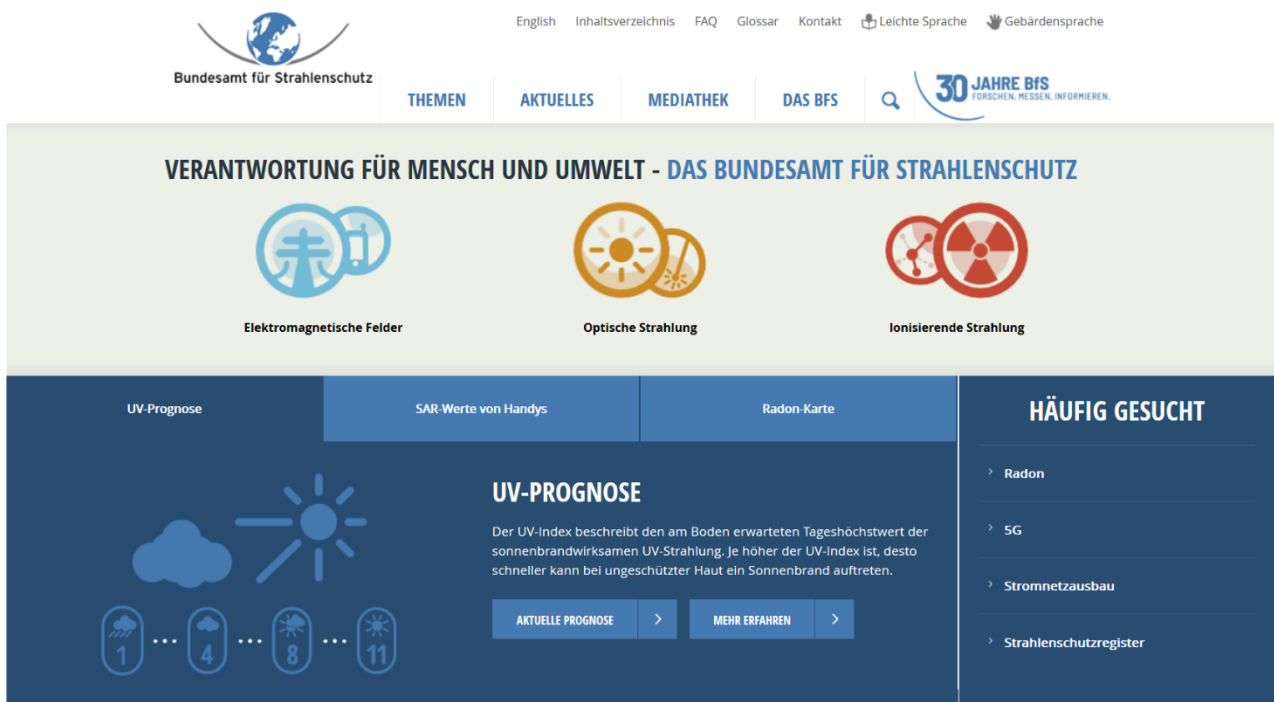 English Inhaltsverzeichnis FAQ Glossar Kontakt Leichte Sprache Gebärdensprache
Bundesamt für Strahlenschutz
THEMEN AKTUELLES MEDIATHEK DAS BFS
30 JAHRE BfS
FORSCHEN. MESSEN. INFORMIEREN.
VERANTWORTUNG FÜR MENSCH UND UMWELT - DAS BUNDESAMT FÜR STRAHLENSCHUTZ
Elektromagnetische Felder Optische Strahlung Ionisierende Strahlung
UV-Prognose SAR-Werte von Handys Radon-Karte
UV-PROGNOSE
Der UV-Index beschreibt den am Boden erwarteten Tageshöchstwert der
sonnenbrandwirksamen UV-Strahlung. Je höher der UV-Index ist, desto
schneller kann bei ungeschützter Haut ein Sonnenbrand auftreten.
AKTUELLE PROGNOSE MEHR ERFAHREN
1 ... 4 ... 8 ... 11
HÄUFIG GESUCHT
Radon
5G
Stromnetzausbau
Strahlenschutzregister